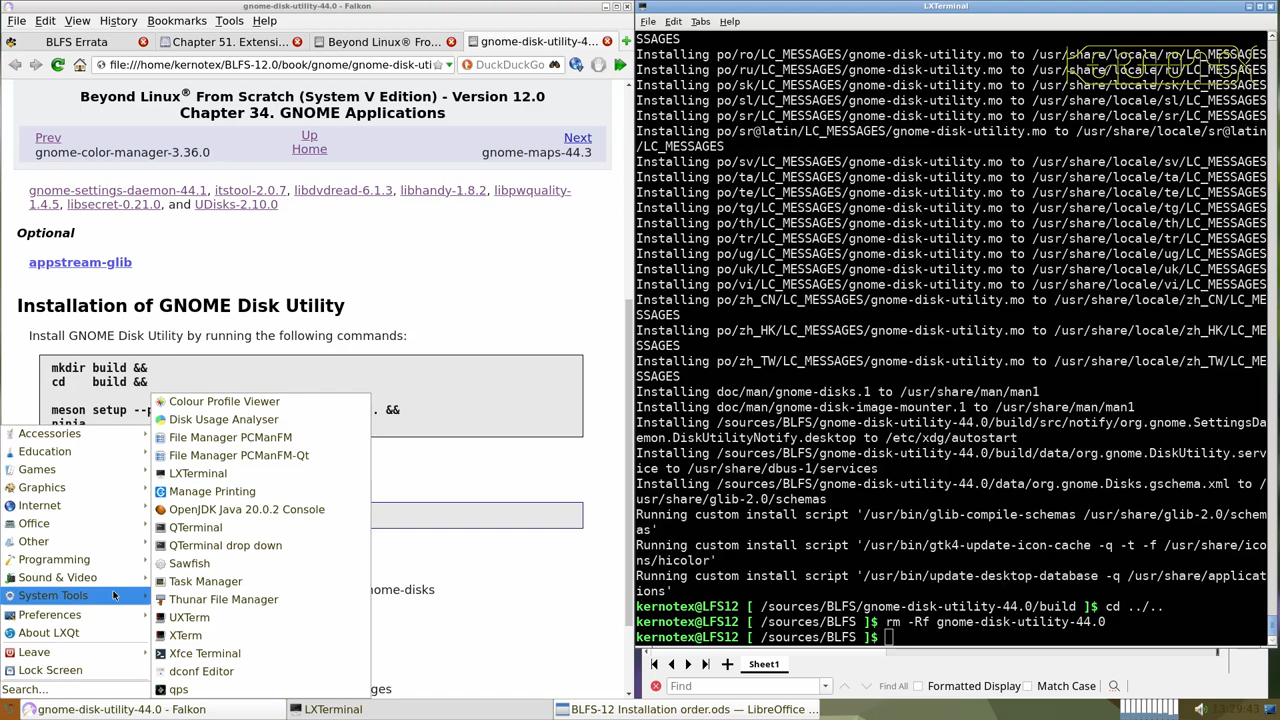 gnome-disk-utility-44.0 - Falkon
File Edit View History Bookmarks Tools Help
BLFS Errata
Chapter 51. Extensi...
Beyond Linux® Fro...
gnome-disk-utility-44...
file:///home/kernotex/BLFS-12.0/book/gnome/gnome-disk-uti
DuckDuckGo
Beyond Linux® From Scratch (System V Edition) - Version 12.0
Chapter 34. GNOME Applications
Prev
Up
Next
gnome-color-manager-3.36.0
Home
gnome-maps-44.3
gnome-settings-daemon-44.1, itstool-2.0.7, libdvdread-6.1.3, libhandy-1.8.2, libpwquality-
1.4.5, libsecret-0.21.0, and UDisks-2.10.0
Optional
appstream-glib
Installation of GNOME Disk Utility
Install GNOME Disk Utility by running the following commands:
mkdir build &&
cd    build &&
meson setup --p
. &&
ninja
ome-disks
ges
Accessories
Education
Games
Graphics
Internet
Office
Other
Programming
Sound & Video
System Tools
Preferences
About LXQt
Leave
Lock Screen
Search...
Colour Profile Viewer
Disk Usage Analyser
File Manager PCManFM
File Manager PCManFM-Qt
LXTerminal
Manage Printing
OpenJDK Java 20.0.2 Console
QTerminal
QTerminal drop down
Sawfish
Task Manager
Thunar File Manager
UXTerm
XTerm
Xfce Terminal
dconf Editor
qps
LXTerminal
File Edit Tabs Help
SSAGES
Installing po/ro/LC_MESSAGES/gnome-disk-utility.mo to /usr/share/locale/ro/LC_MESSAGES
Installing po/ru/LC_MESSAGES/gnome-disk-utility.mo to /usr/share/locale/ru/LC_MESSAGES
Installing po/sk/LC_MESSAGES/gnome-disk-utility.mo to /usr/share/locale/sk/LC_MESSAGES
Installing po/sl/LC_MESSAGES/gnome-disk-utility.mo to /usr/share/locale/sl/LC_MESSAGES
Installing po/sr/LC_MESSAGES/gnome-disk-utility.mo to /usr/share/locale/sr/LC_MESSAGES
Installing po/sr@latin/LC_MESSAGES/gnome-disk-utility.mo to /usr/share/locale/sr@latin
/LC_MESSAGES
Installing po/sv/LC_MESSAGES/gnome-disk-utility.mo to /usr/share/locale/sv/LC_MESSAGES
Installing po/ta/LC_MESSAGES/gnome-disk-utility.mo to /usr/share/locale/ta/LC_MESSAGES
Installing po/te/LC_MESSAGES/gnome-disk-utility.mo to /usr/share/locale/te/LC_MESSAGES
Installing po/tg/LC_MESSAGES/gnome-disk-utility.mo to /usr/share/locale/tg/LC_MESSAGES
Installing po/th/LC_MESSAGES/gnome-disk-utility.mo to /usr/share/locale/th/LC_MESSAGES
Installing po/tr/LC_MESSAGES/gnome-disk-utility.mo to /usr/share/locale/tr/LC_MESSAGES
Installing po/ug/LC_MESSAGES/gnome-disk-utility.mo to /usr/share/locale/ug/LC_MESSAGES
Installing po/uk/LC_MESSAGES/gnome-disk-utility.mo to /usr/share/locale/uk/LC_MESSAGES
Installing po/vi/LC_MESSAGES/gnome-disk-utility.mo to /usr/share/locale/vi/LC_MESSAGES
Installing po/zh_CN/LC_MESSAGES/gnome-disk-utility.mo to /usr/share/locale/zh_CN/LC_ME
SSAGES
Installing po/zh_HK/LC_MESSAGES/gnome-disk-utility.mo to /usr/share/locale/zh_HK/LC_ME
SSAGES
Installing po/zh_TW/LC_MESSAGES/gnome-disk-utility.mo to /usr/share/locale/zh_TW/LC_ME
SSAGES
Installing doc/man/gnome-disks.1 to /usr/share/man/man1
Installing doc/man/gnome-disk-image-mounter.1 to /usr/share/man/man1
Installing /sources/BLFS/gnome-disk-utility-44.0/build/src/notify/org.gnome.SettingsDa
emon.DiskUtilityNotify.desktop to /etc/xdg/autostart
Installing /sources/BLFS/gnome-disk-utility-44.0/build/data/org.gnome.DiskUtility.serv
ice to /usr/share/dbus-1/services
Installing /sources/BLFS/gnome-disk-utility-44.0/data/org.gnome.Disks.gschema.xml to /u
sr/share/glib-2.0/schemas
Running custom install script '/usr/bin/glib-compile-schemas /usr/share/glib-2.0/schem
as'
Running custom install script '/usr/bin/gtk4-update-icon-cache -q -t -f /usr/share/ico
ns/hicolor'
Running custom install script '/usr/bin/update-desktop-database -q /usr/share/applicat
ions'
kernotex@LFS12 [ /sources/BLFS/gnome-disk-utility-44.0/build ]$ cd ../..
kernotex@LFS12 [ /sources/BLFS ]$ rm -Rf gnome-disk-utility-44.0
kernotex@LFS12 [ /sources/BLFS ]$
Sheet1
Find
Find All
Formatted Display
Match Case
gnome-disk-utility-44.0 - Falkon
LXTerminal
BLFS-12 Installation order.ods — LibreOffice ...
13:29:43